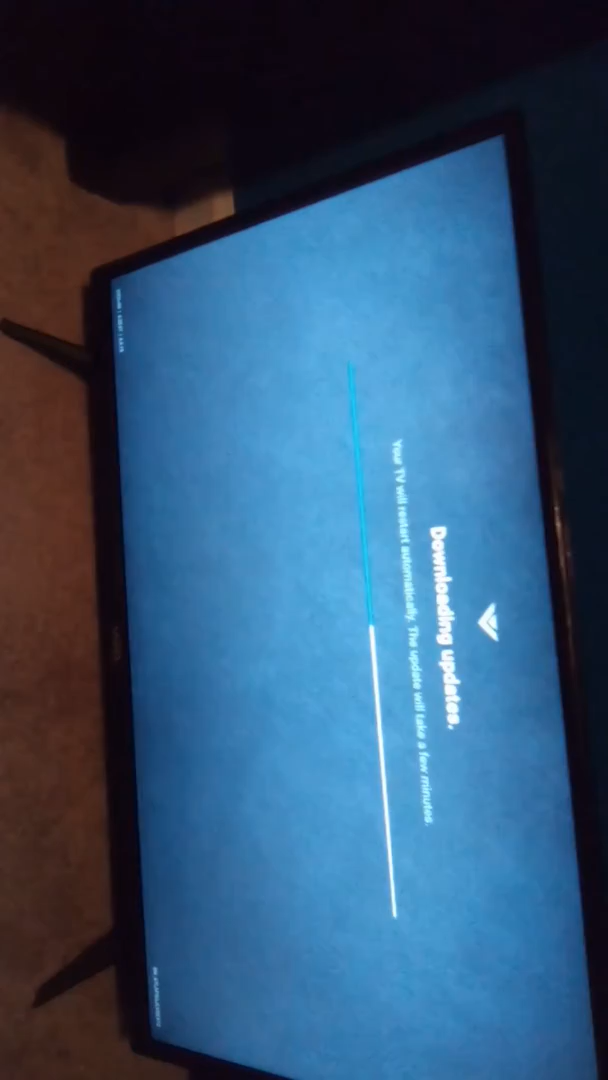 Downloading updates.
Your TV will restart automatically. The update will take a few minutes.